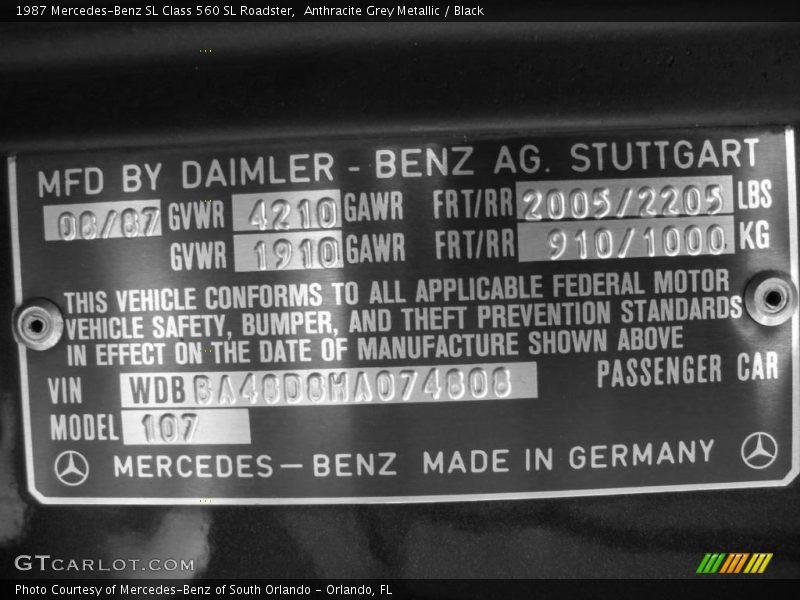 1987 Mercedes-Benz SL Class 560 SL Roadster, Anthracite Grey Metallic / Black
MFD BY DAIMLER - BENZ AG. STUTTGART
08/87 GVWR 4210 GAWR FRT/RR 2005/2205 LBS
GVWR 1910 GAWR FRT/RR 910/1000 KG
THIS VEHICLE CONFORMS TO ALL APPLICABLE FEDERAL MOTOR
VEHICLE SAFETY, BUMPER, AND THEFT PREVENTION STANDARDS
IN EFFECT ON THE DATE OF MANUFACTURE SHOWN ABOVE
VIN WDBBA48D8HA074808 PASSENGER CAR
MODEL 107
MERCEDES-BENZ MADE IN GERMANY
GTCARLOT.COM
Photo Courtesy of Mercedes-Benz of South Orlando - Orlando, FL